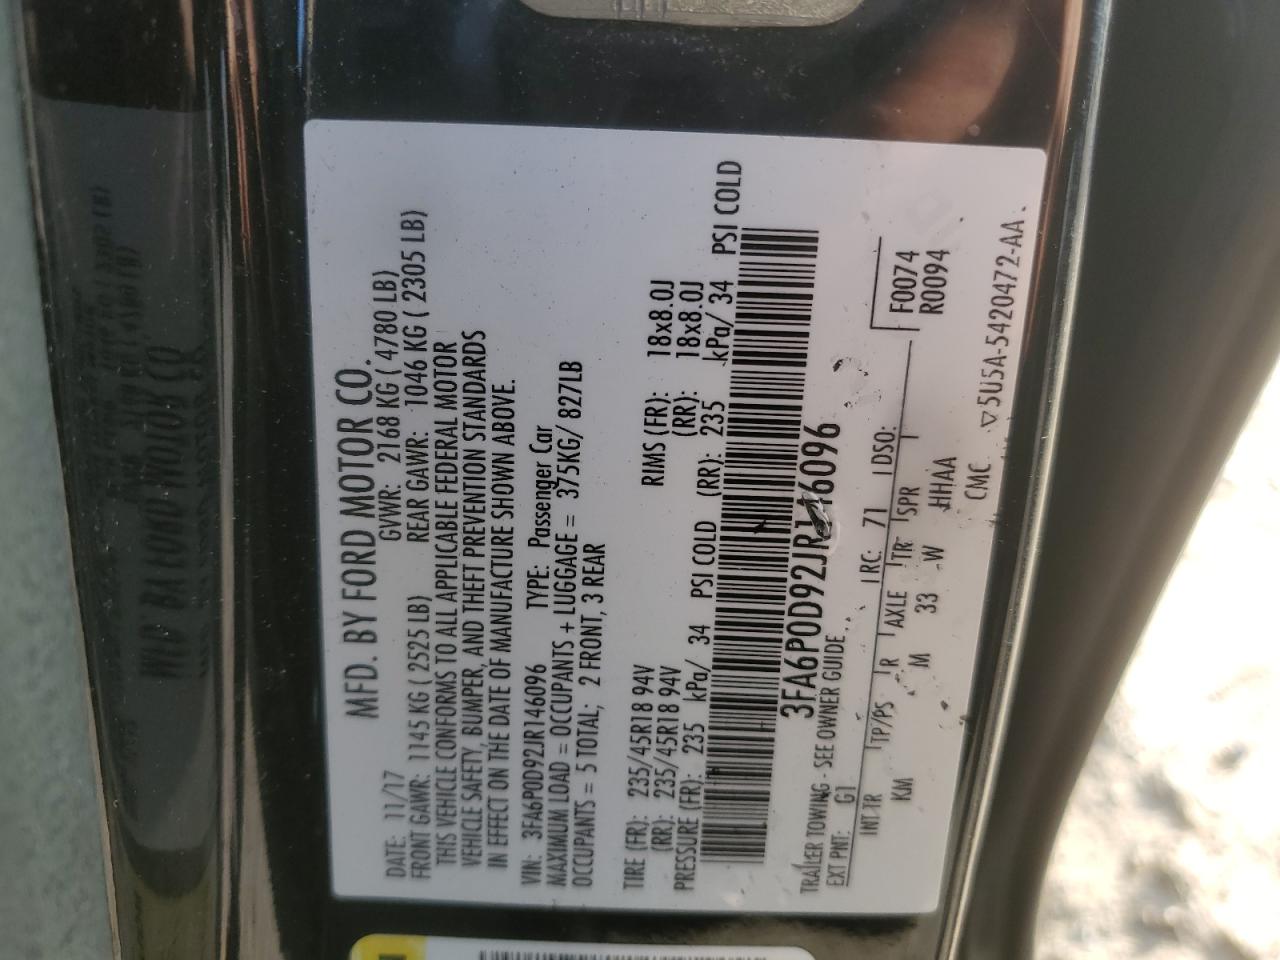 MFD. BY FORD MOTOR CO.
DATE: 11/17 GVWR: 2168 KG ( 4780 LB)
FRONT GAWR: 1145 KG ( 2525 LB) REAR GAWR: 1046 KG ( 2305 LB)
THIS VEHICLE CONFORMS TO ALL APPLICABLE FEDERAL MOTOR
VEHICLE SAFETY, BUMPER, AND THEFT PREVENTION STANDARDS
IN EFFECT ON THE DATE OF MANUFACTURE SHOWN ABOVE.
VIN: 3FA6P0D92JR146096 TYPE: Passenger Car
MAXIMUM LOAD = OCCUPANTS + LUGGAGE = 375KG/ 827LB
OCCUPANTS = 5 TOTAL; 2 FRONT, 3 REAR
TIRE (FR): 235/45R18 94V RIMS (FR): 18x8.0J
(RR): 235/45R18 94V (RR): 18x8.0J
PRESSURE (FR): 235 kPa/ 34 PSI COLD (RR): 235 kPa/ 34 PSI COLD
3FA6P0D92JR146096
TRAILER TOWING - SEE OWNER GUIDE
EXT PNT: G1 RC: 71 DSO: F0074
R0094
INT TR TP/PS R AXLE TR SPR
KM M 33 W HHAA
CMC ▽5U5A-5420472-AA